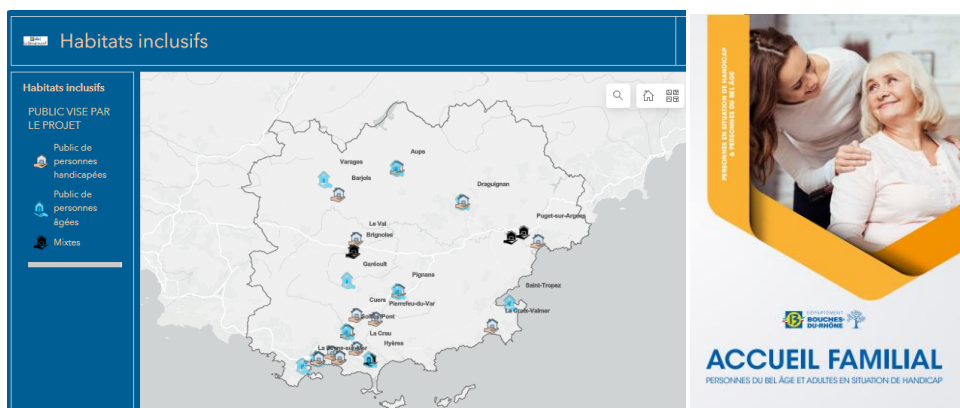 Habitats inclusifs
Habitats inclusifs
PUBLIC VISE PAR
LE PROJET
Public de
personnes
handicapées
Public de
personnes
âgées
Mixtes
Aups
Varages
Barjols
Draguignan
Puget-sur-Argens
Le Val
Brignoles
Garéoult
Pignans
Saint-Tropez
Cuers
Pierrefeu-du-Var
La Croix-Valmer
La Crau
Hyères
PERSONNES EN SITUATION DE HANDICAP
& PERSONNES DU BEL ÂGE
DÉPARTEMENT
BOUCHES-
DU-RHÔNE
ACCUEIL FAMILIAL
PERSONNES DU BEL ÂGE ET ADULTES EN SITUATION DE HANDICAP